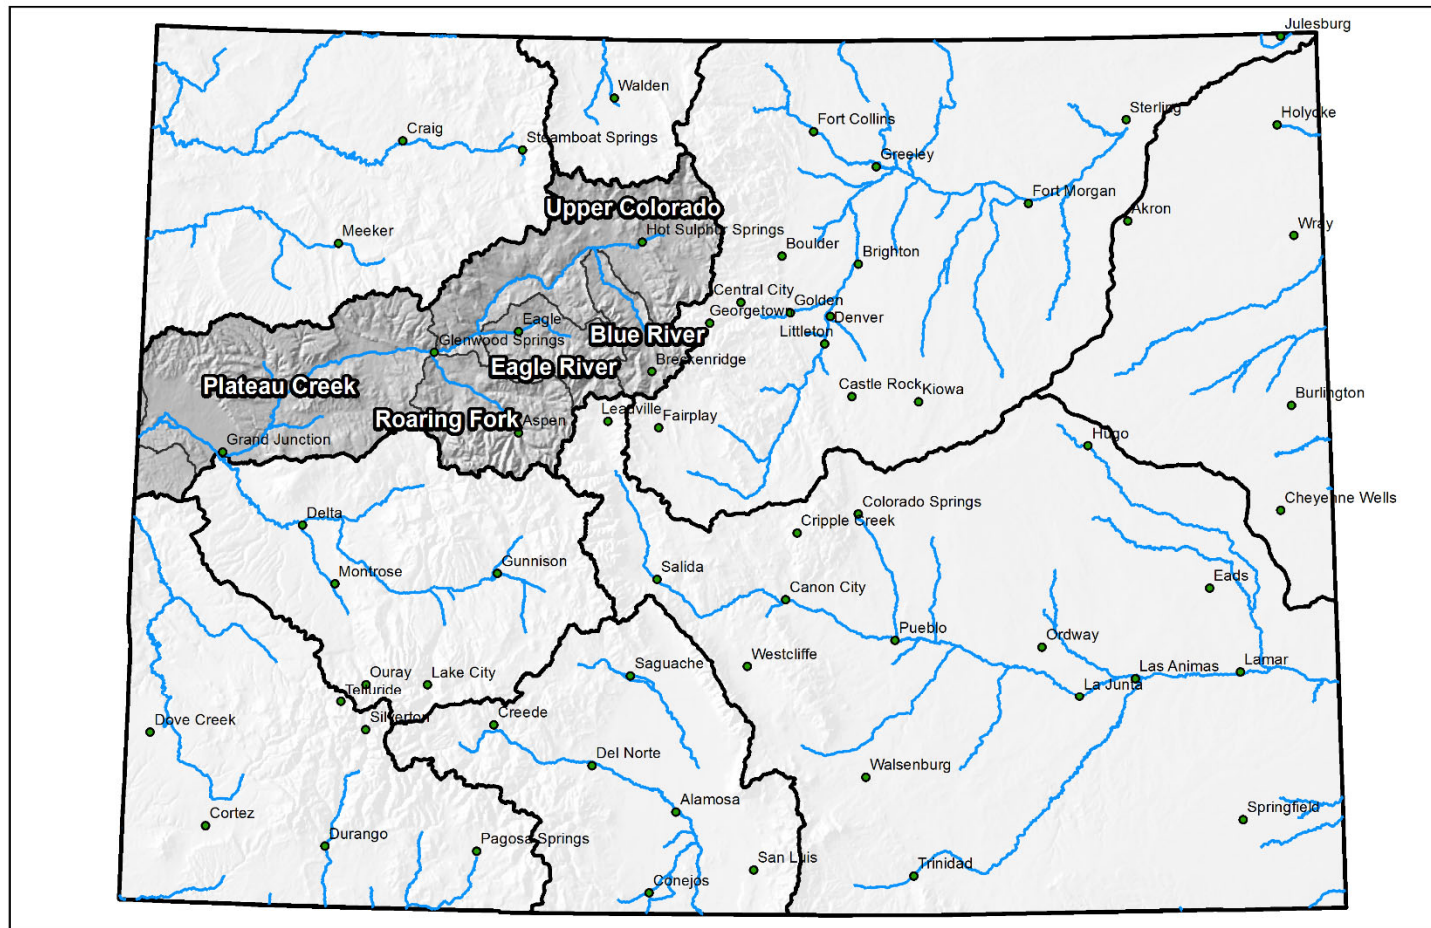 Julesburg
Walden
Sterling
Holyoke
Fort Collins
Craig
Steamboat Springs
Greeley
Fort Morgan
Akron
Upper Colorado
Wray
Meeker
Hot Sulphur Springs
Boulder
Brighton
Central City
Golden
Georgetown
Denver
Eagle
Blue River
Littleton
Glenwood Springs
Breckenridge
Eagle River
Plateau Creek
Castle Rock
Kiowa
Burlington
Roaring Fork
Aspen
Leadville
Fairplay
Grand Junction
Hugo
Cheyenne Wells
Colorado Springs
Delta
Cripple Creek
Montrose
Gunnison
Salida
Canon City
Eads
Pueblo
Ordway
Westcliffe
Las Animas
Lamar
Saguache
Ouray
Lake City
La Junta
Telluride
Dove Creek
Silverton
Creede
Del Norte
Walsenburg
Alamosa
Cortez
Springfield
Durango
Pagosa Springs
San Luis
Trinidad
Conejos